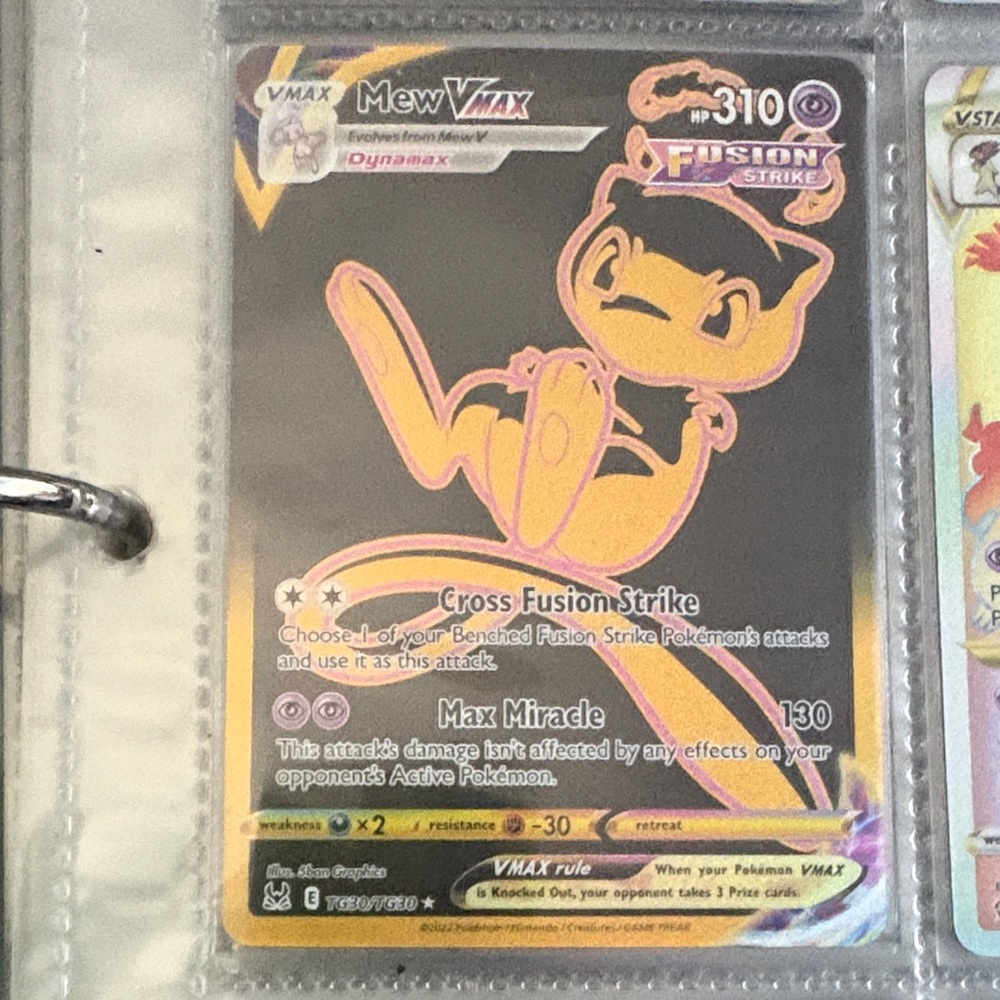 VMAX
Mew VMAX
HP 310
Evolves from Mew V
Dynamax
FUSION
STRIKE
Cross Fusion Strike
Choose 1 of your Benched Fusion Strike Pokémon's attacks
and use it as this attack.
Max Miracle 130
This attack's damage isn't affected by any effects on your
opponent's Active Pokémon.
weakness ×2 resistance -30 retreat
Illus. 5ban Graphics
VMAX rule When your Pokémon VMAX
is Knocked Out, your opponent takes 3 Prize cards.
E TG30/TG30 ★
©2022 Pokémon / Nintendo / Creatures / GAME FREAK
VSTA